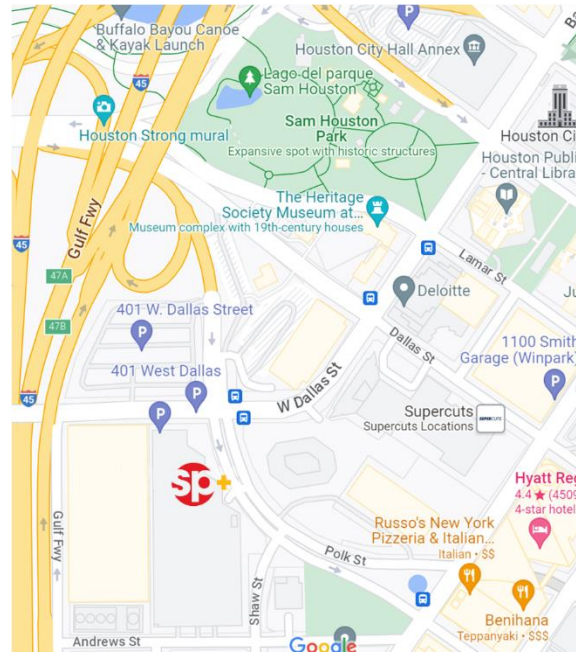 Buffalo Bayou Canoe
& Kayak Launch
P
Houston City Hall Annex
45
Lago del parque
Sam Houston
Houston Strong mural
Sam Houston
Park
Expansive spot with historic structures
Houston Ci
Houston Publi
- Central Libra
The Heritage
Society Museum at...
Museum complex with 19th-century houses
Gulf Fwy
45
47A
Lamar St
Deloitte
Ju
401 W. Dallas Street
P
47B
Dallas St
1100 Smith
Garage (Winpark)
P
401 West Dallas
P
45
W Dallas St
P
Supercuts
Supercuts Locations
SUPERCUTS
sp+
Hyatt Reg
4.4 ★ (4509
4-star hotel
Russo's New York
Pizzeria & Italian...
Italian • $$
Gulf Fwy
Polk St
Shaw St
Benihana
Teppanyaki • $$$
Andrews St
Google